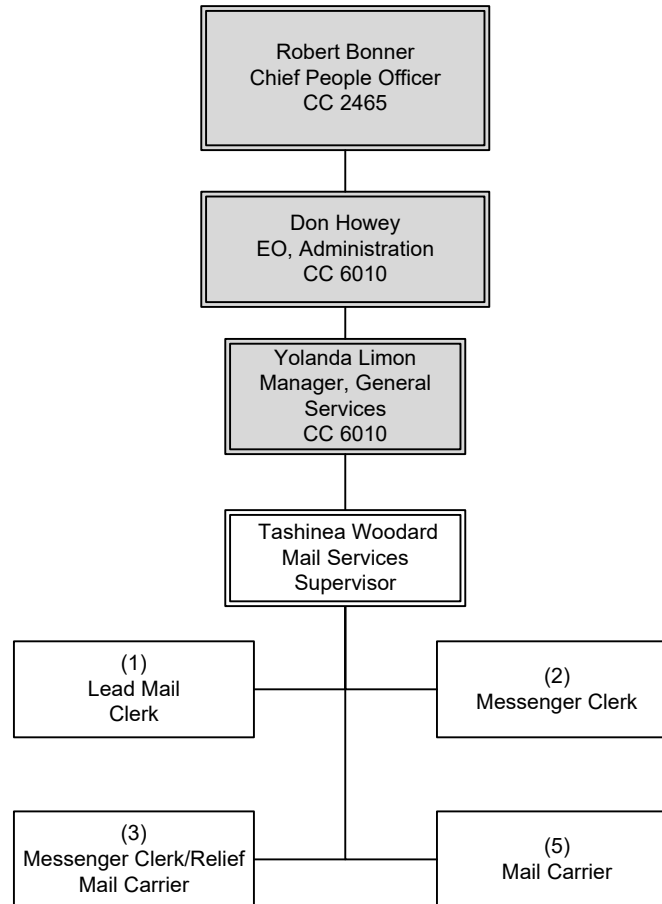 Robert Bonner
Chief People Officer
CC 2465
Don Howey
EO, Administration
CC 6010
Yolanda Limon
Manager, General
Services
CC 6010
Tashinea Woodard
Mail Services
Supervisor
(1)
Lead Mail
Clerk
(2)
Messenger Clerk
(3)
Messenger Clerk/Relief
Mail Carrier
(5)
Mail Carrier